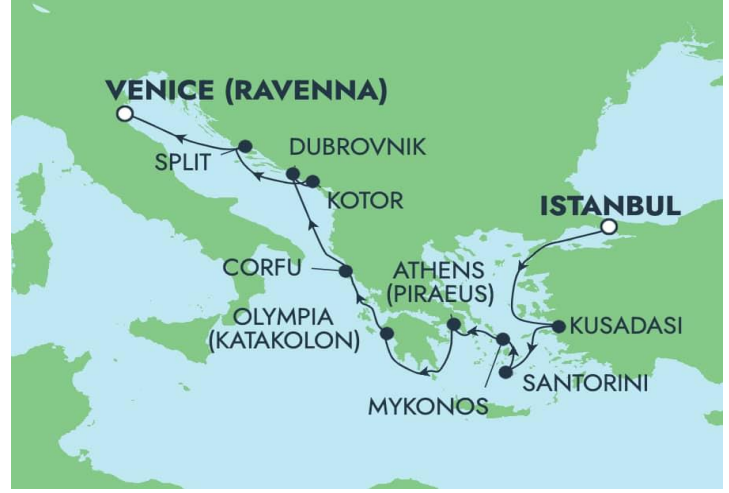 VENICE (RAVENNA)
DUBROVNIK
SPLIT
KOTOR
ISTANBUL
CORFU
ATHENS
(PIRAEUS)
OLYMPIA
(KATAKOLON)
KUSADASI
SANTORINI
MYKONOS